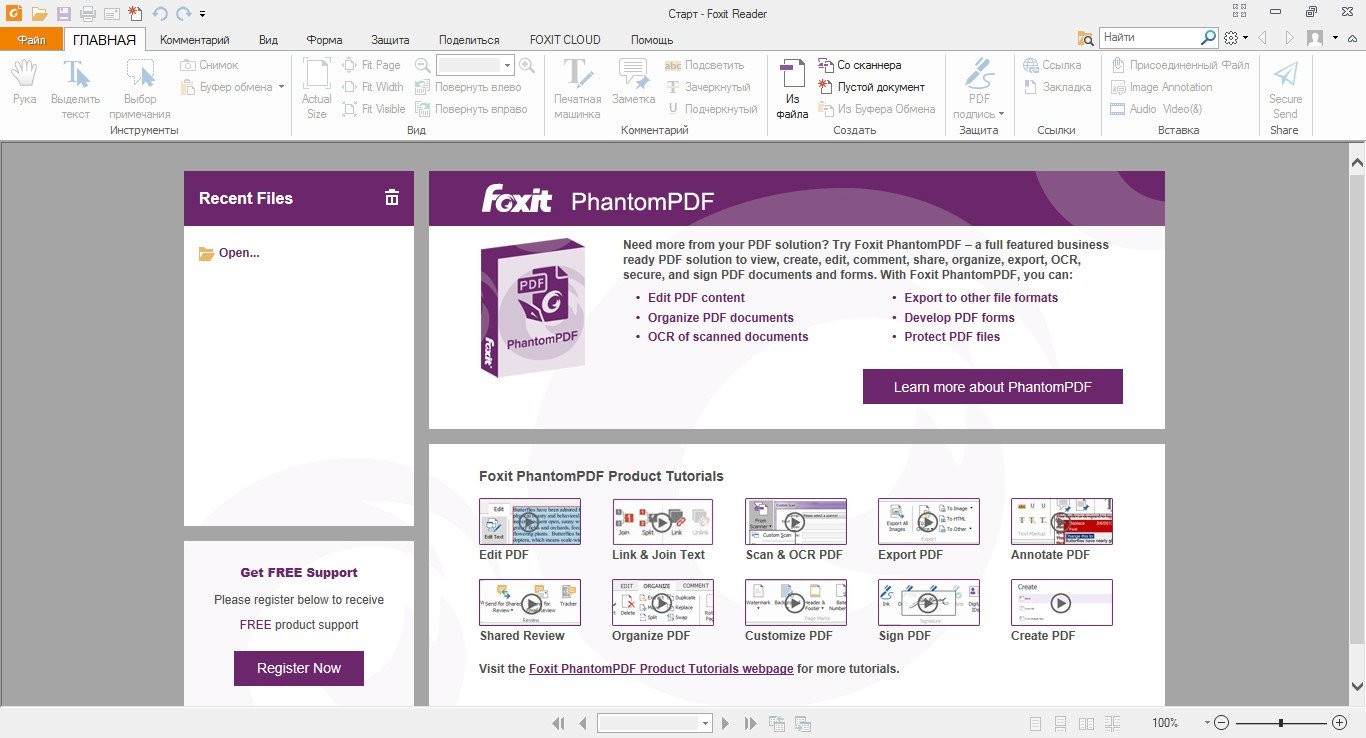 Старт - Foxit Reader
Файл ГЛАВНАЯ Комментарий Вид Форма Защита Поделиться FOXIT CLOUD Помощь Найти
Рука
Выделить текст
Выбор примечания
Снимок
Буфер обмена
Инструменты
Actual Size
Fit Page
Fit Width
Fit Visible
Повернуть влево
Повернуть вправо
Вид
Печатная машинка
Заметка
abc Подсветить
Зачеркнутый
Подчеркнутый
Комментарий
Из файла
Со сканнера
Пустой документ
Из Буфера Обмена
Создать
PDF подпись
Защита
Ссылка
Закладка
Ссылки
Присоединенный Файл
Image Annotation
Audio Video(&)
Вставка
Secure Send
Share
Recent Files
Open...
Get FREE Support
Please register below to receive
FREE product support
Register Now
Foxit PhantomPDF
PDF
PhantomPDF
Foxit
Need more from your PDF solution? Try Foxit PhantomPDF – a full featured business
ready PDF solution to view, create, edit, comment, share, organize, export, OCR,
secure, and sign PDF documents and forms. With Foxit PhantomPDF, you can:
• Edit PDF content
• Organize PDF documents
• OCR of scanned documents
• Export to other file formats
• Develop PDF forms
• Protect PDF files
Learn more about PhantomPDF
Foxit PhantomPDF Product Tutorials
Edit PDF Link & Join Text Scan & OCR PDF Export PDF Annotate PDF
Shared Review Organize PDF Customize PDF Sign PDF Create PDF
Visit the Foxit PhantomPDF Product Tutorials webpage for more tutorials.
100%